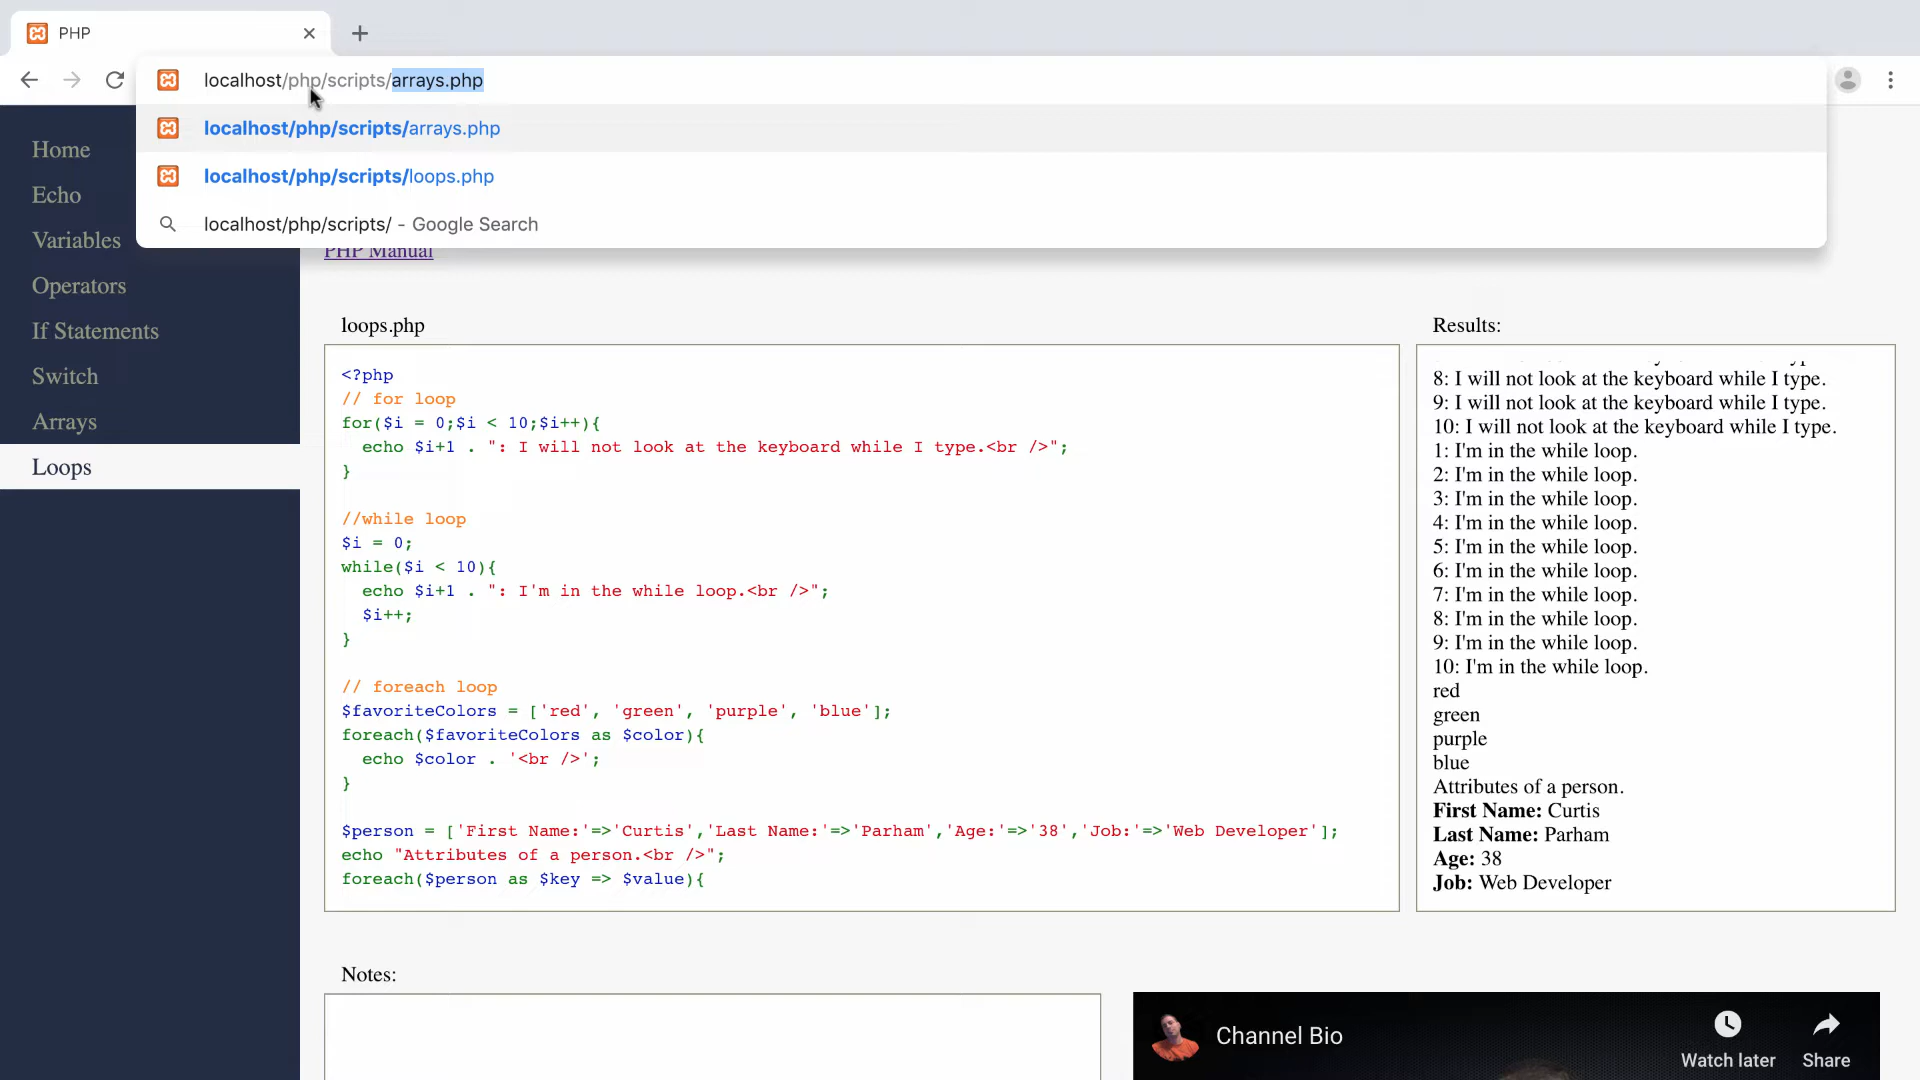 PHP
localhost/php/scripts/arrays.php
localhost/php/scripts/arrays.php
localhost/php/scripts/loops.php
localhost/php/scripts/ - Google Search
Home
Echo
Variables
Operators
If Statements
Switch
Arrays
Loops
PHP Manual
loops.php
<?php
// for loop
for($i = 0;$i < 10;$i++){
  echo $i+1 . ": I will not look at the keyboard while I type.<br />";
}
//while loop
$i = 0;
while($i < 10){
  echo $i+1 . ": I'm in the while loop.<br />";
  $i++;
}
// foreach loop
$favoriteColors = ['red', 'green', 'purple', 'blue'];
foreach($favoriteColors as $color){
  echo $color . '<br />';
}
$person = ['First Name:'=>'Curtis','Last Name:'=>'Parham','Age:'=>'38','Job:'=>'Web Developer'];
echo "Attributes of a person.<br />";
foreach($person as $key => $value){
Results:
8: I will not look at the keyboard while I type.
9: I will not look at the keyboard while I type.
10: I will not look at the keyboard while I type.
1: I'm in the while loop.
2: I'm in the while loop.
3: I'm in the while loop.
4: I'm in the while loop.
5: I'm in the while loop.
6: I'm in the while loop.
7: I'm in the while loop.
8: I'm in the while loop.
9: I'm in the while loop.
10: I'm in the while loop.
red
green
purple
blue
Attributes of a person.
First Name: Curtis
Last Name: Parham
Age: 38
Job: Web Developer
Notes:
Channel Bio
Watch later
Share